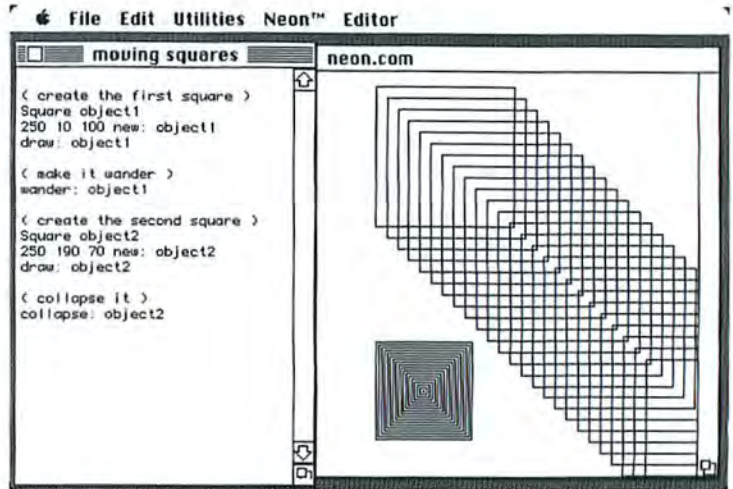 File Edit Utilities Neon™ Editor
moving squares
( create the first square )
Square object1
250 10 100 new: object1
draw: object1
( make it wander )
wander: object1
( create the second square )
Square object2
250 190 70 new: object2
draw: object2
( collapse it )
collapse: object2
neon.com